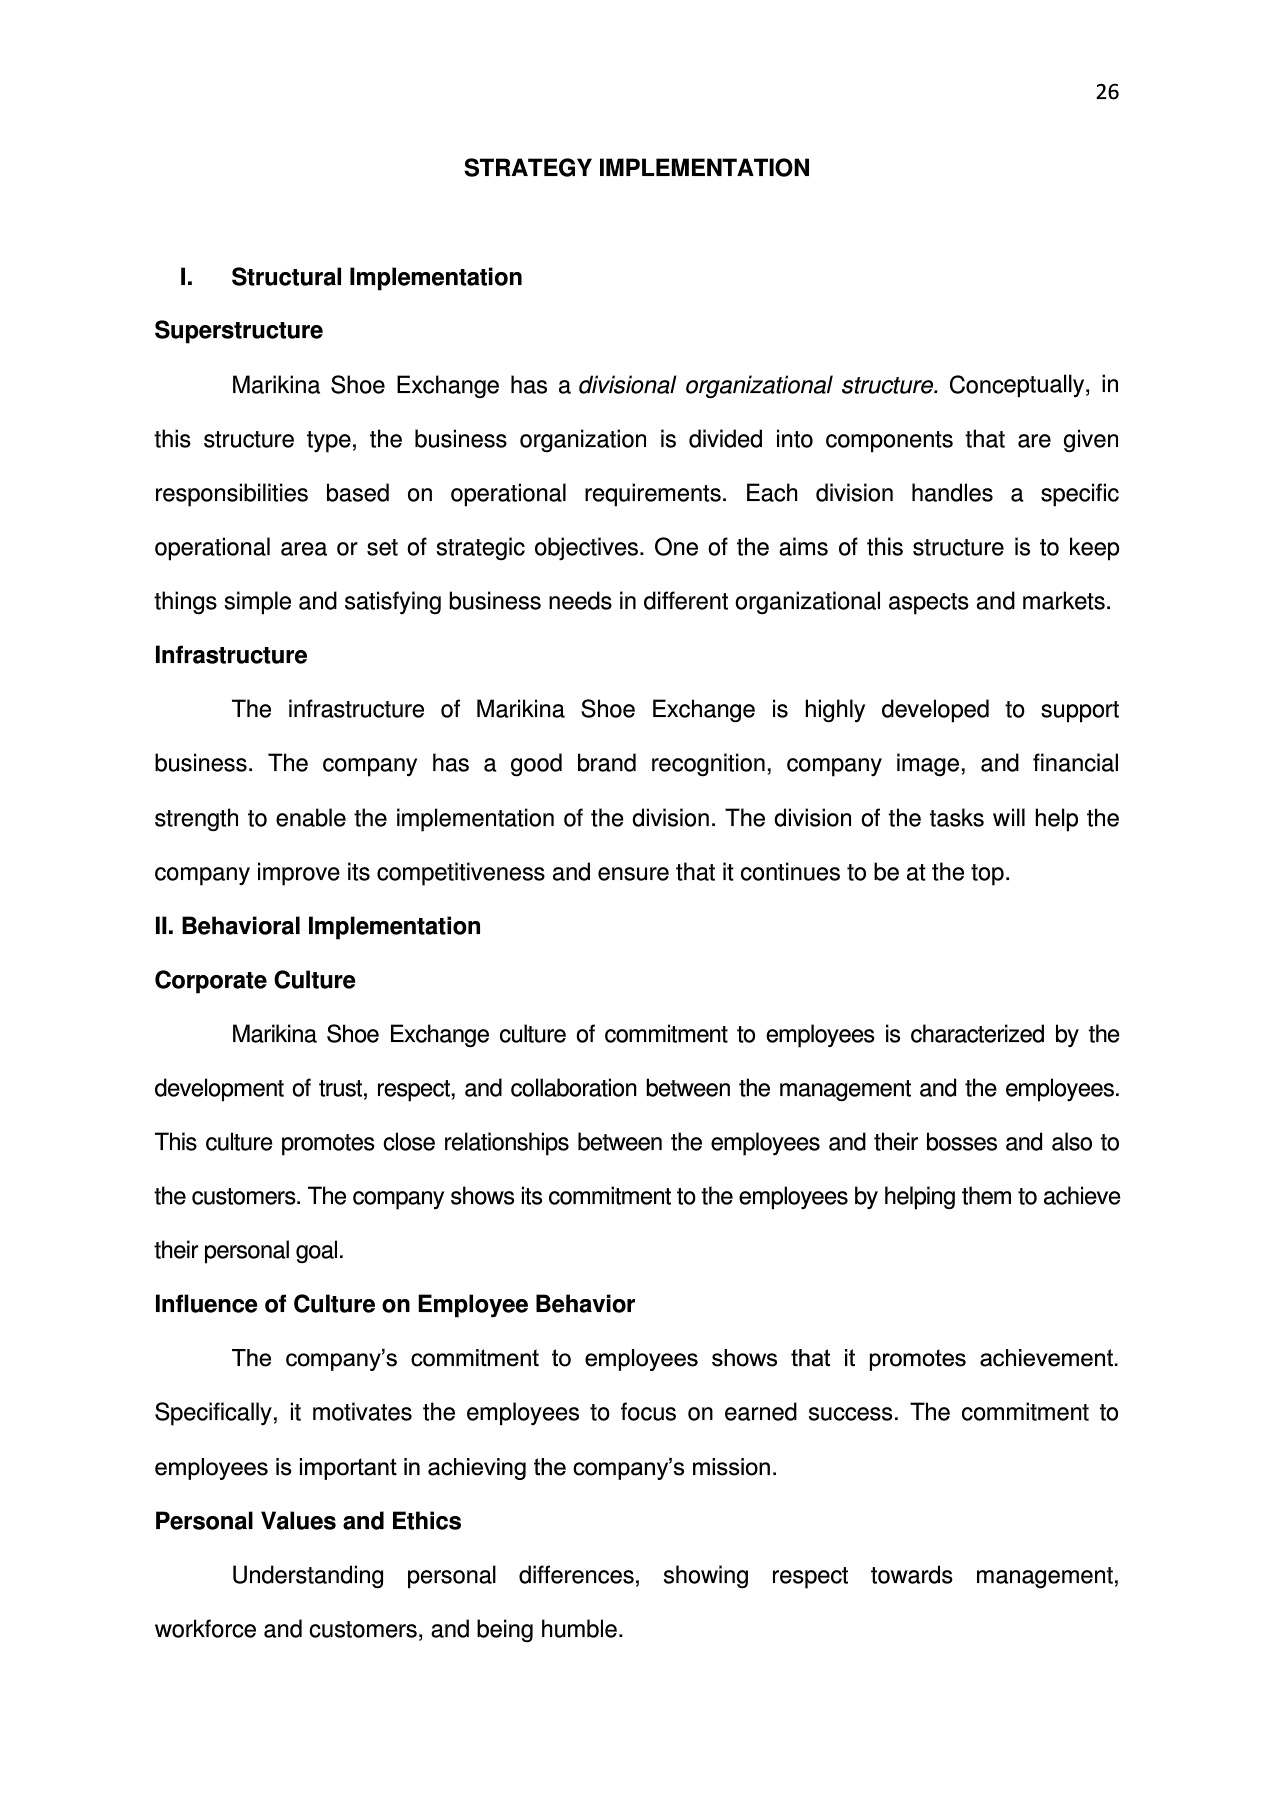 26
STRATEGY IMPLEMENTATION
I. Structural Implementation
Superstructure
Marikina Shoe Exchange has a divisional organizational structure. Conceptually, in
this structure type, the business organization is divided into components that are given
responsibilities based on operational requirements. Each division handles a specific
operational area or set of strategic objectives. One of the aims of this structure is to keep
things simple and satisfying business needs in different organizational aspects and markets.
Infrastructure
The infrastructure of Marikina Shoe Exchange is highly developed to support
business. The company has a good brand recognition, company image, and financial
strength to enable the implementation of the division. The division of the tasks will help the
company improve its competitiveness and ensure that it continues to be at the top.
II. Behavioral Implementation
Corporate Culture
Marikina Shoe Exchange culture of commitment to employees is characterized by the
development of trust, respect, and collaboration between the management and the employees.
This culture promotes close relationships between the employees and their bosses and also to
the customers. The company shows its commitment to the employees by helping them to achieve
their personal goal.
Influence of Culture on Employee Behavior
The company’s commitment to employees shows that it promotes achievement.
Specifically, it motivates the employees to focus on earned success. The commitment to
employees is important in achieving the company’s mission.
Personal Values and Ethics
Understanding personal differences, showing respect towards management,
workforce and customers, and being humble.